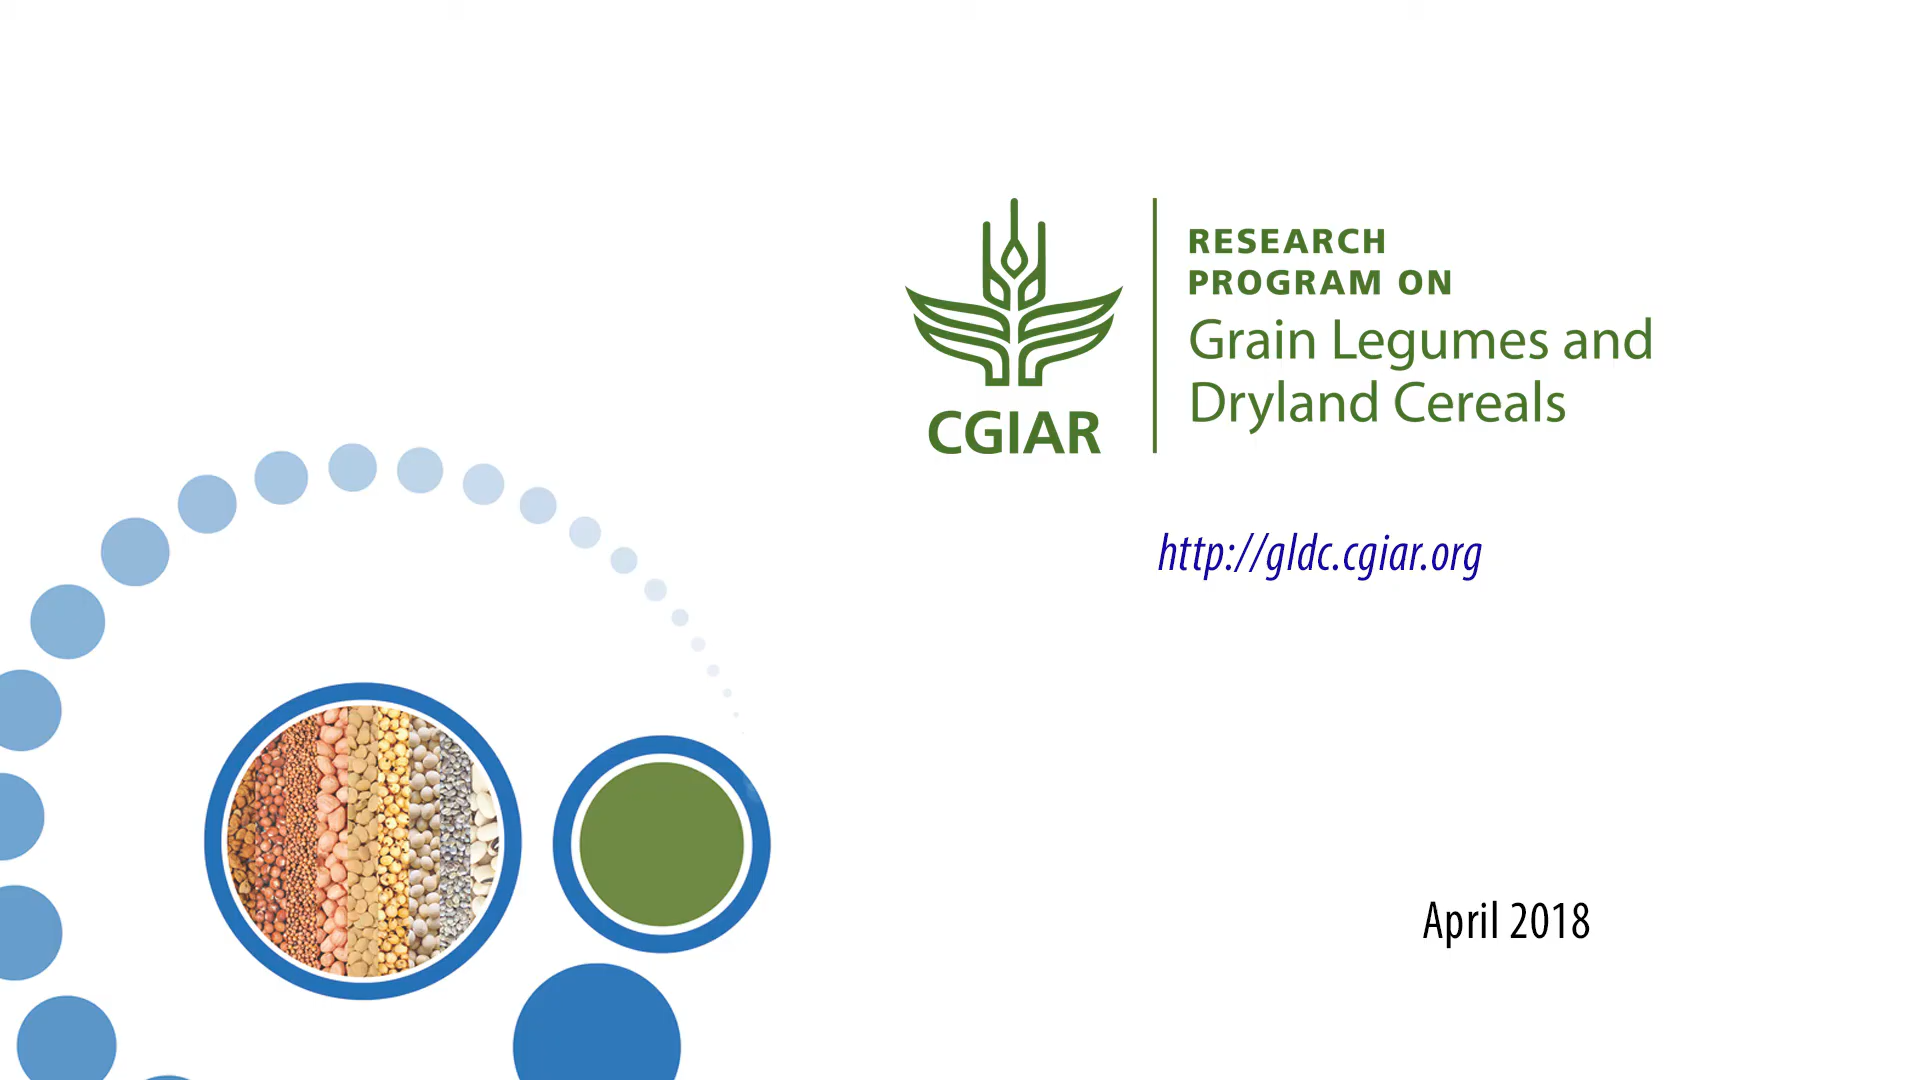 CGIAR
RESEARCH
PROGRAM ON
Grain Legumes and
Dryland Cereals
http://gldc.cgiar.org
April 2018